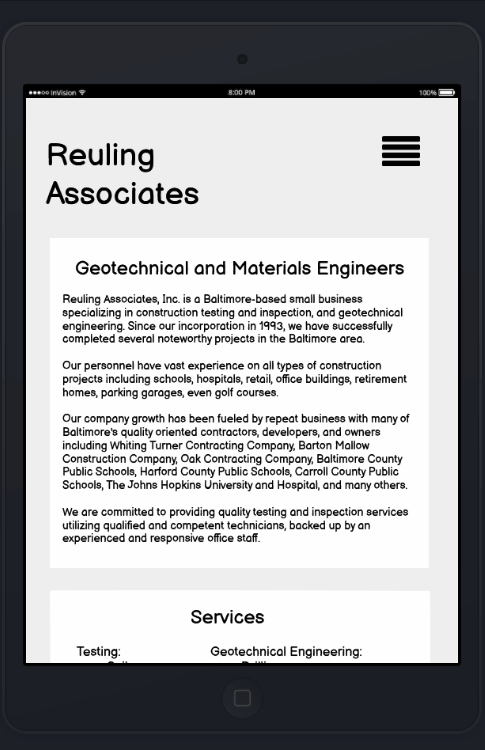 InVision 8:00 PM 100%
Reuling
Associates
Geotechnical and Materials Engineers
Reuling Associates, Inc. is a Baltimore-based small business
specializing in construction testing and inspection, and geotechnical
engineering. Since our incorporation in 1993, we have successfully
completed several noteworthy projects in the Baltimore area.
Our personnel have vast experience on all types of construction
projects including schools, hospitals, retail, office buildings, retirement
homes, parking garages, even golf courses.
Our company growth has been fueled by repeat business with many of
Baltimore's quality oriented contractors, developers, and owners
including Whiting Turner Contracting Company, Barton Mallow
Construction Company, Oak Contracting Company, Baltimore County
Public Schools, Harford County Public Schools, Carroll County Public
Schools, The Johns Hopkins University and Hospital, and many others.
We are committed to providing quality testing and inspection services
utilizing qualified and competent technicians, backed up by an
experienced and responsive office staff.
Services
Testing: Geotechnical Engineering: